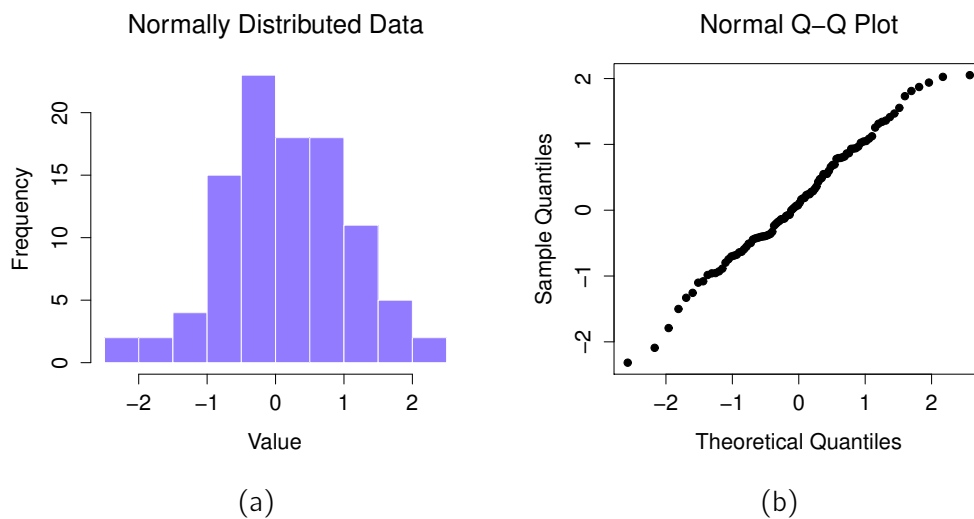 Normally Distributed Data
Frequency
0
5
10
15
20
−2 −1 0 1 2
Value
(a)
Normal Q−Q Plot
Sample Quantiles
−2
−1
0
1
2
−2 −1 0 1 2
Theoretical Quantiles
(b)